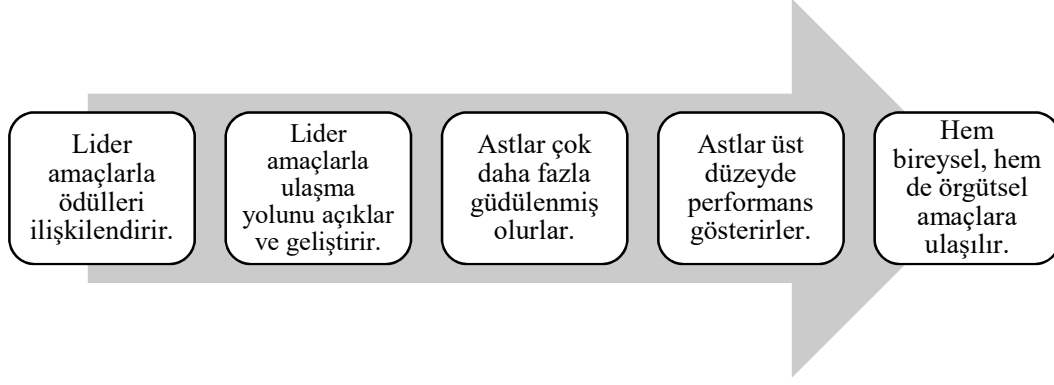 Lider
amaçlarla
ödülleri
ilişkilendirir.
Lider
amaçlarla
ulaşma
yolunu açıklar
ve geliştirir.
Astlar çok
daha fazla
güdülenmiş
olurlar.
Astlar üst
düzeyde
performans
gösterirler.
Hem
bireysel, hem
de örgütsel
amaçlara
ulaşılır.